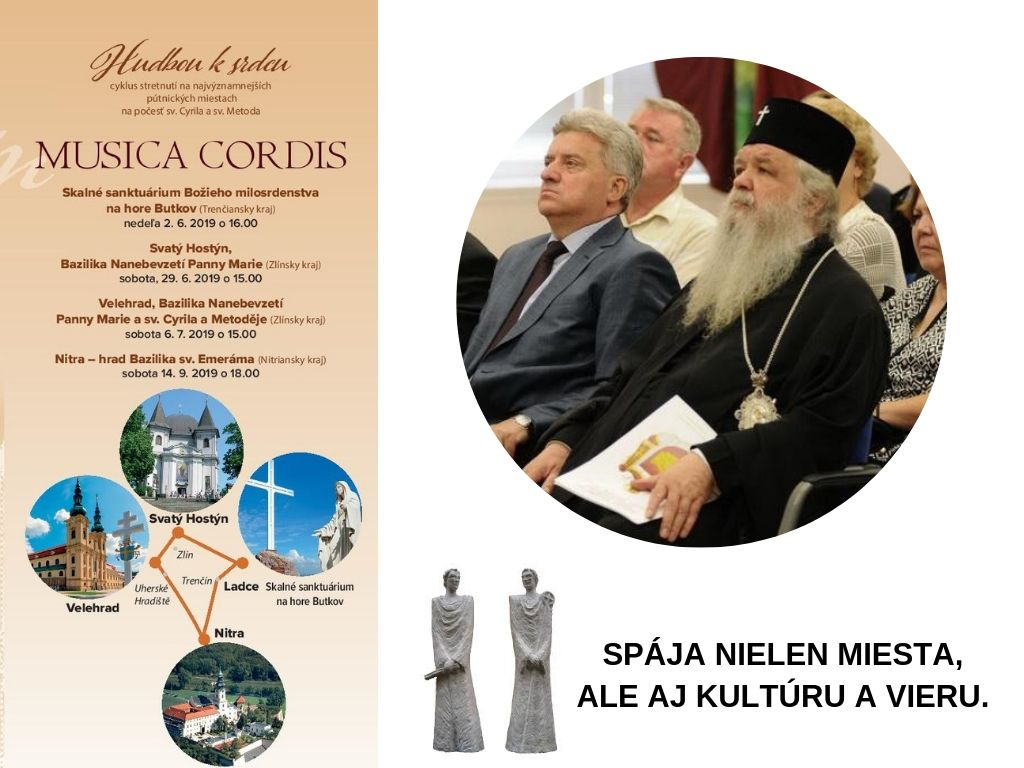 Hudbou k srdcu
cyklus stretnutí na najvýznamnejších
pútnických miestach
na počesť sv. Cyrila a sv. Metoda
MUSICA CORDIS
Skalné sanktuárium Božieho milosrdenstva
na hore Butkov (Trenčiansky kraj)
nedeľa 2. 6. 2019 o 16.00
Svatý Hostýn,
Bazilika Nanebevzetí Panny Marie (Zlínsky kraj)
sobota, 29. 6. 2019 o 15.00
Velehrad, Bazilika Nanebevzetí
Panny Marie a sv. Cyrila a Metoděje (Zlínsky kraj)
sobota 6. 7. 2019 o 15.00
Nitra – hrad Bazilika sv. Emeráma (Nitriansky kraj)
sobota 14. 9. 2019 o 18.00
Svatý Hostýn
Zlín
Trenčín
Uherské
Hradiště
Ladce
Skalné sanktuárium
na hore Butkov
Velehrad
Nitra
SPÁJA NIELEN MIESTA,
ALE AJ KULTÚRU A VIERU.